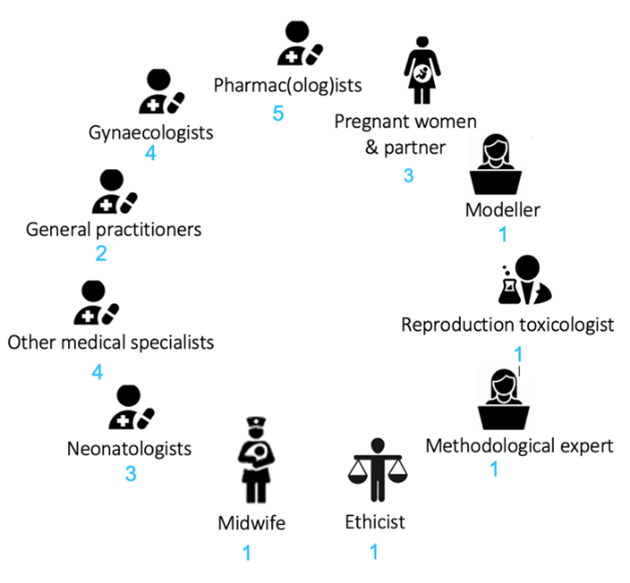 Pharmac(olog)ists
5
Pregnant women
& partner
3
Modeller
1
Reproduction toxicologist
1
Methodological expert
1
Ethicist
1
Midwife
1
Neonatologists
3
Other medical specialists
4
General practitioners
2
Gynaecologists
4